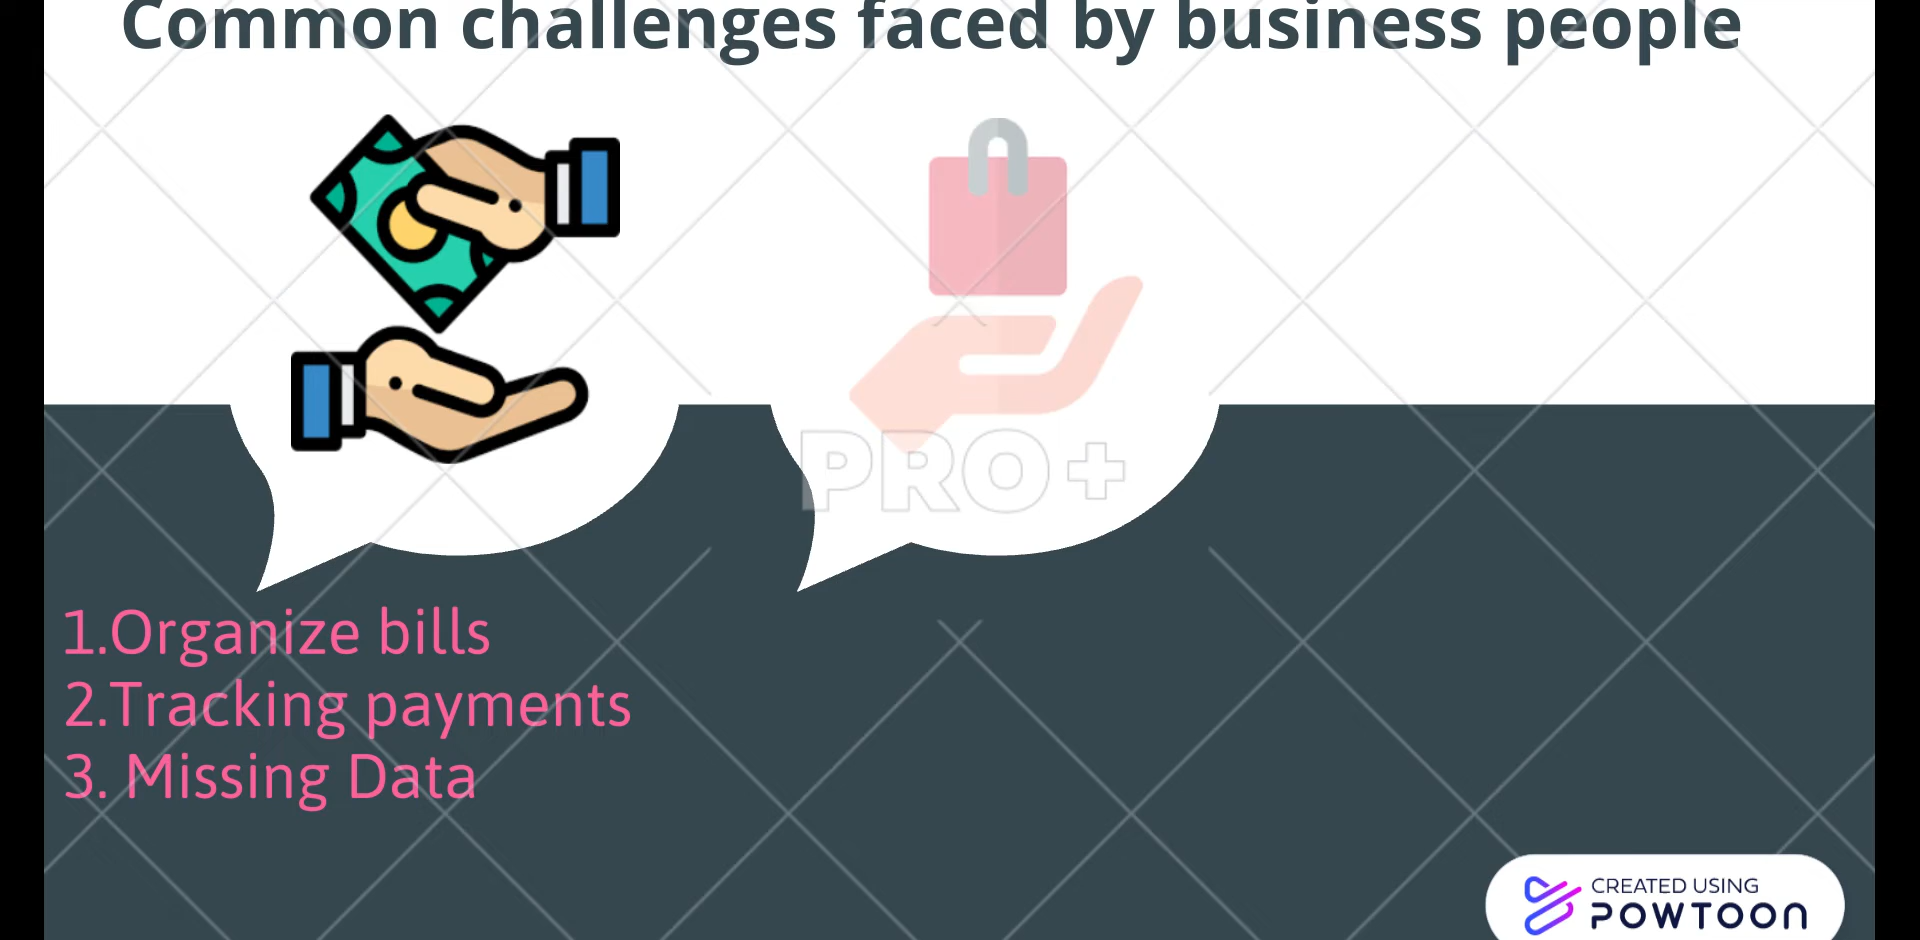 Common challenges faced by business people
PRO+
1.Organize bills
2.Tracking payments
3. Missing Data
CREATED USING
POWTOON